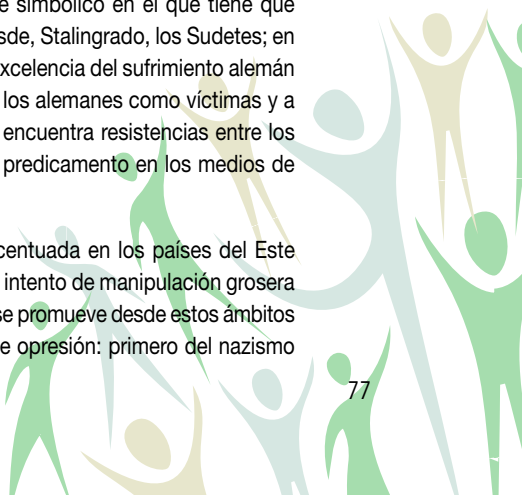 e simbólico en el que tiene que
sde, Stalingrado, los Sudetes; en
xcelencia del sufrimiento alemán
los alemanes como víctimas y a
encuentra resistencias entre los
predicamento en los medios de
centuada en los países del Este
intento de manipulación grosera
se promueve desde estos ámbitos
e opresión: primero del nazismo
77